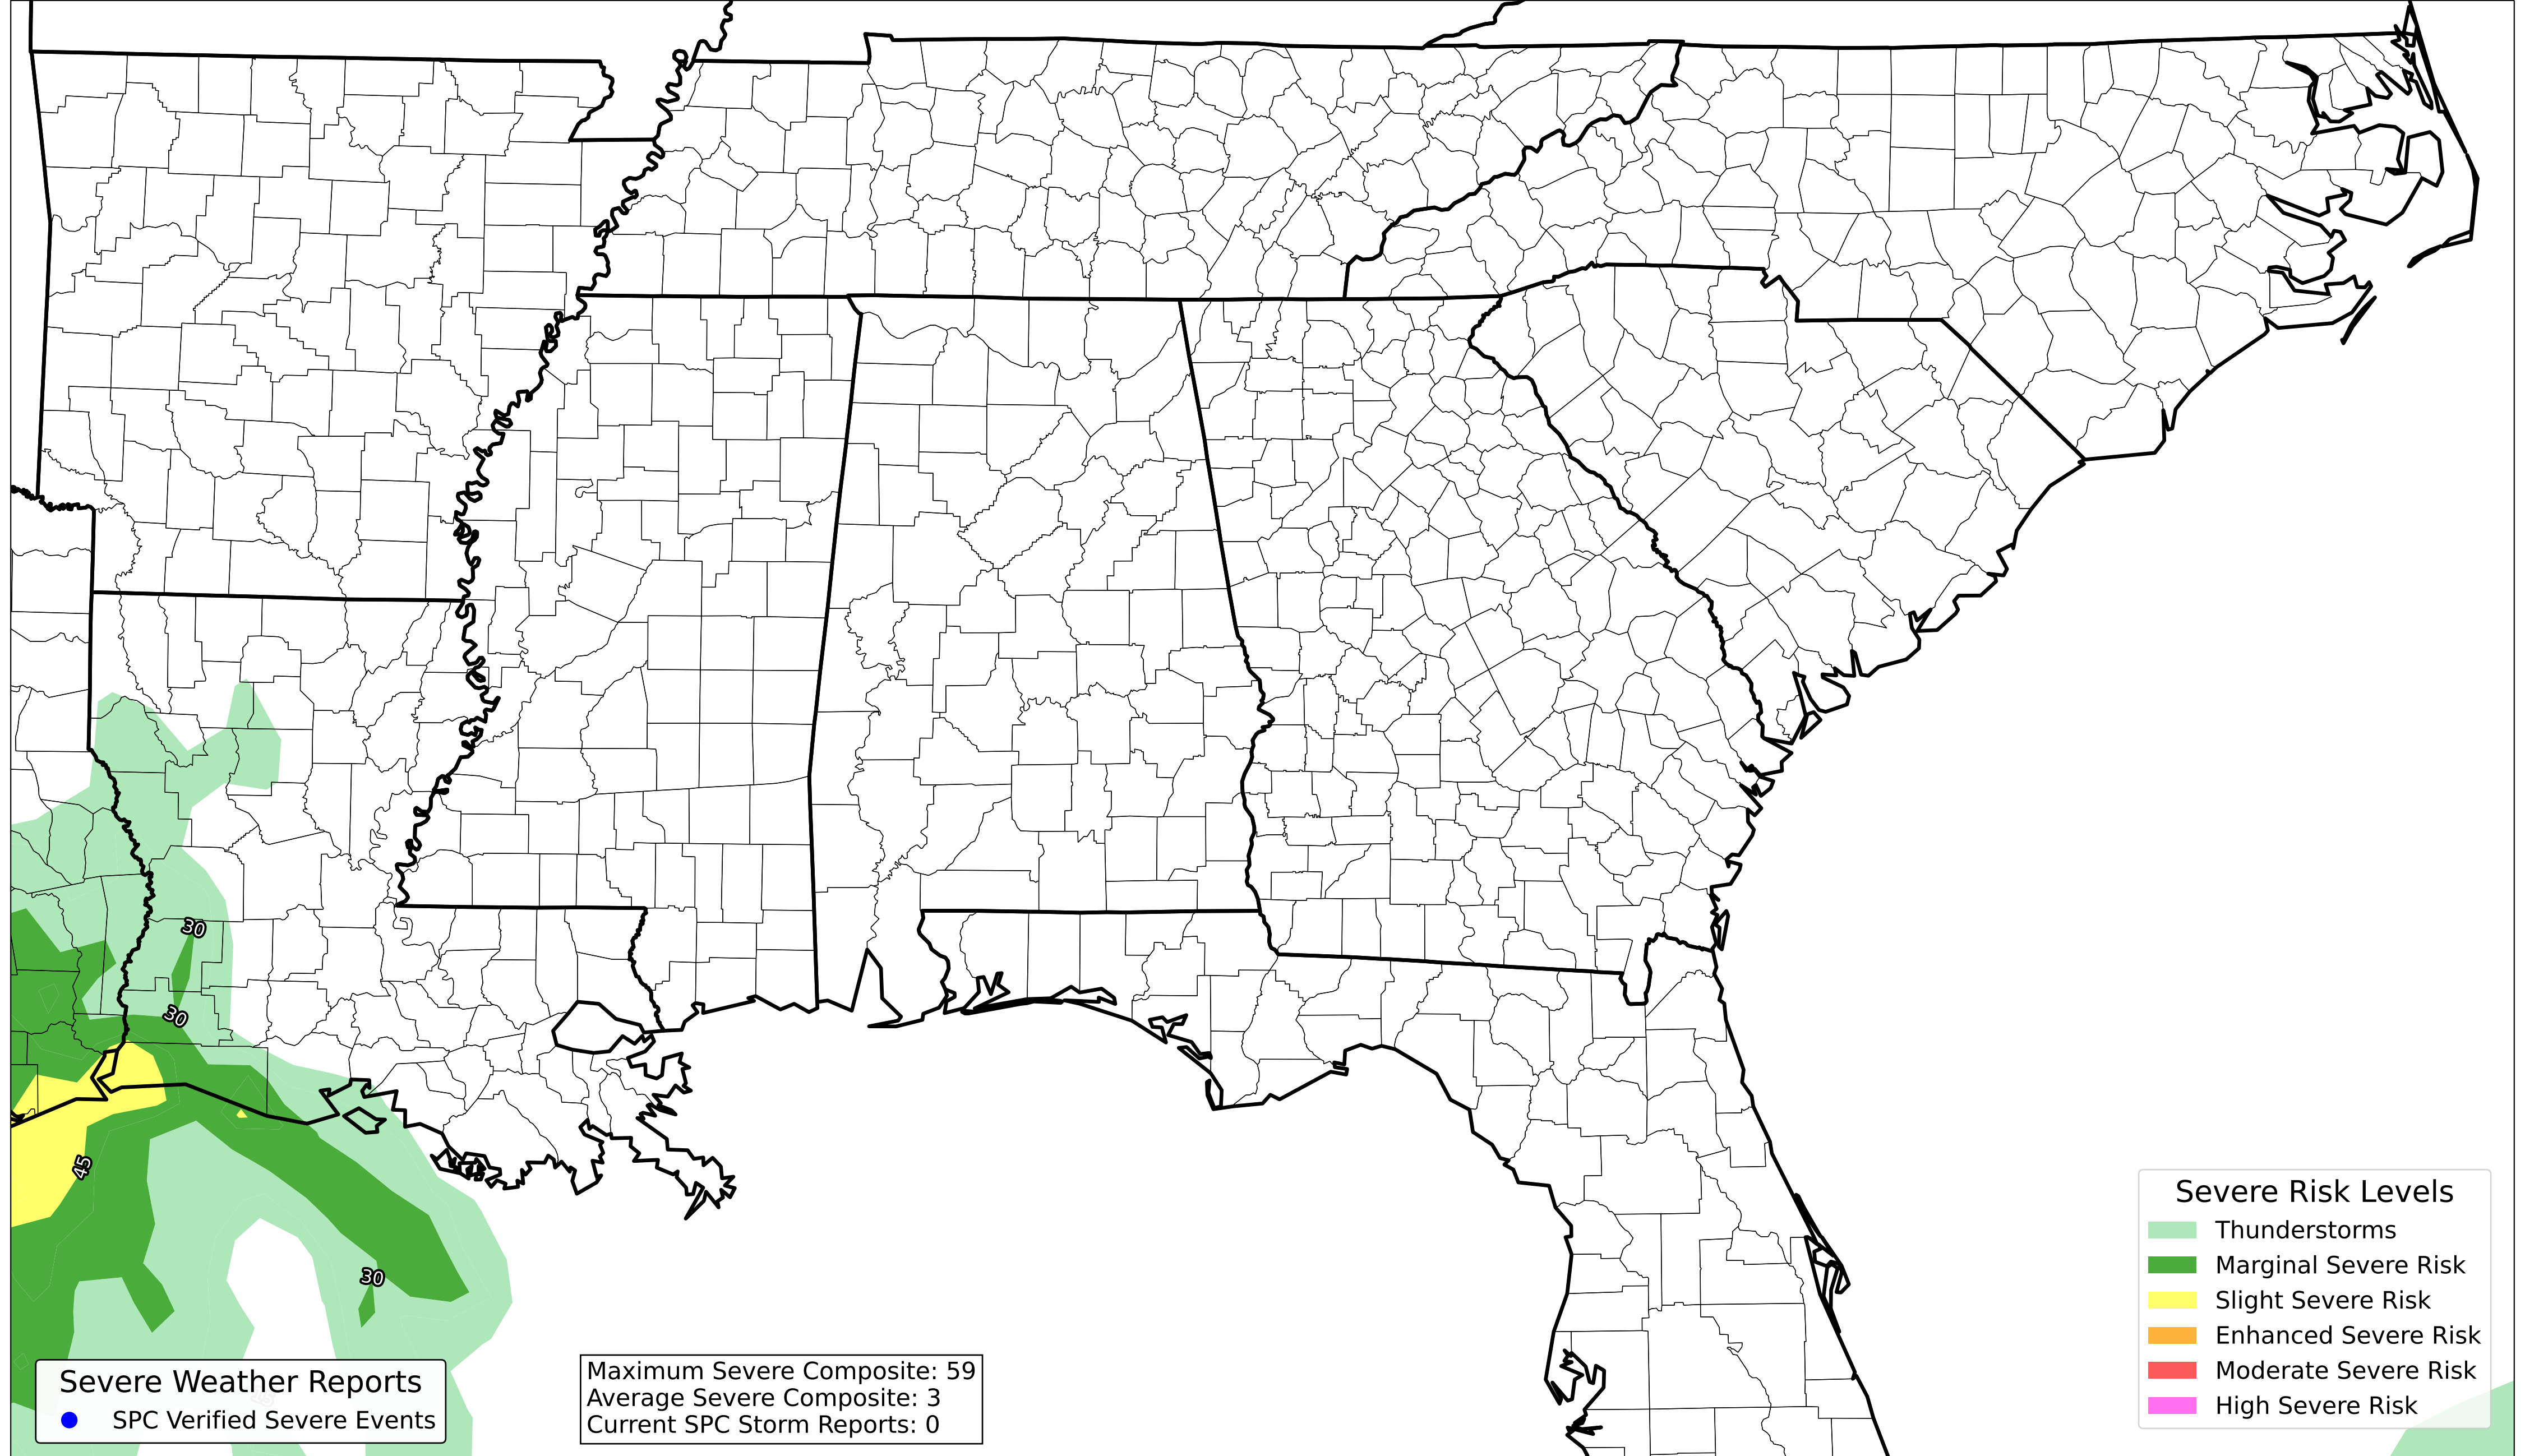 30
30
45
30
Severe Weather Reports
SPC Verified Severe Events
Maximum Severe Composite: 59
Average Severe Composite: 3
Current SPC Storm Reports: 0
Severe Risk Levels
Thunderstorms
Marginal Severe Risk
Slight Severe Risk
Enhanced Severe Risk
Moderate Severe Risk
High Severe Risk